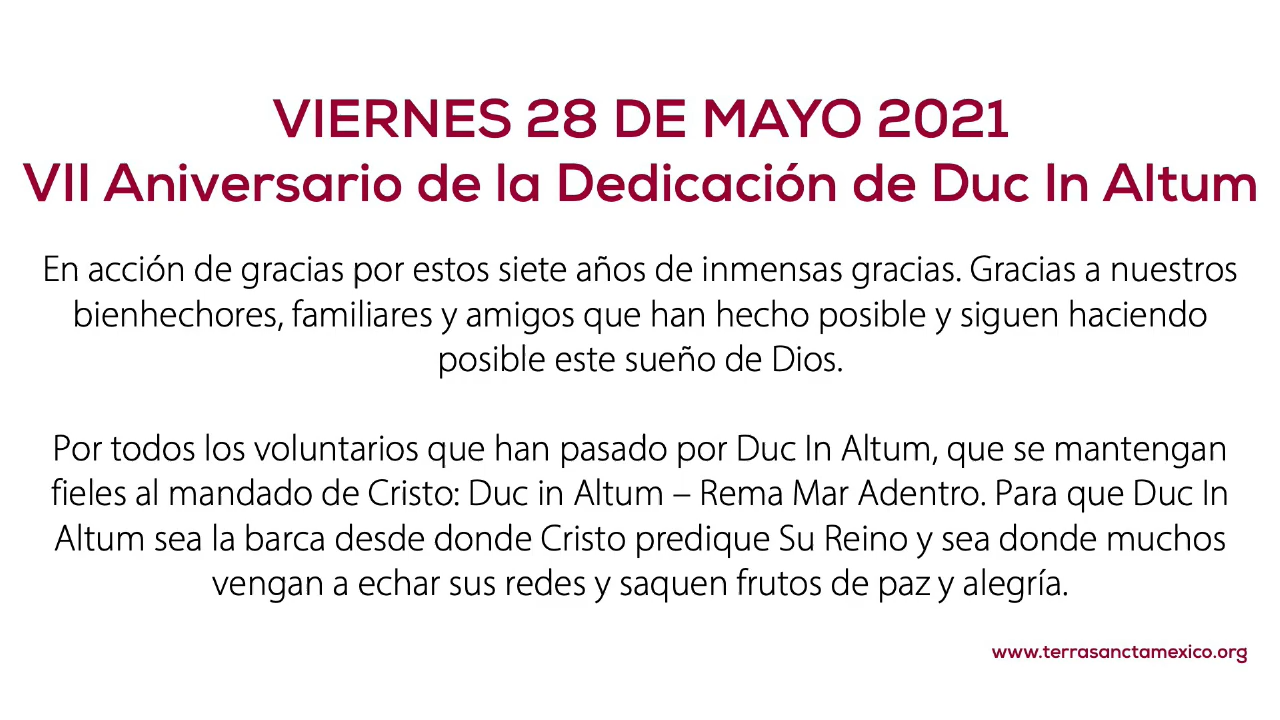 VIERNES 28 DE MAYO 2021
VII Aniversario de la Dedicación de Duc In Altum
En acción de gracias por estos siete años de inmensas gracias. Gracias a nuestros
bienhechores, familiares y amigos que han hecho posible y siguen haciendo
posible este sueño de Dios.
Por todos los voluntarios que han pasado por Duc In Altum, que se mantengan
fieles al mandado de Cristo: Duc in Altum – Rema Mar Adentro. Para que Duc In
Altum sea la barca desde donde Cristo predique Su Reino y sea donde muchos
vengan a echar sus redes y saquen frutos de paz y alegría.
www.terrasanctamexico.org